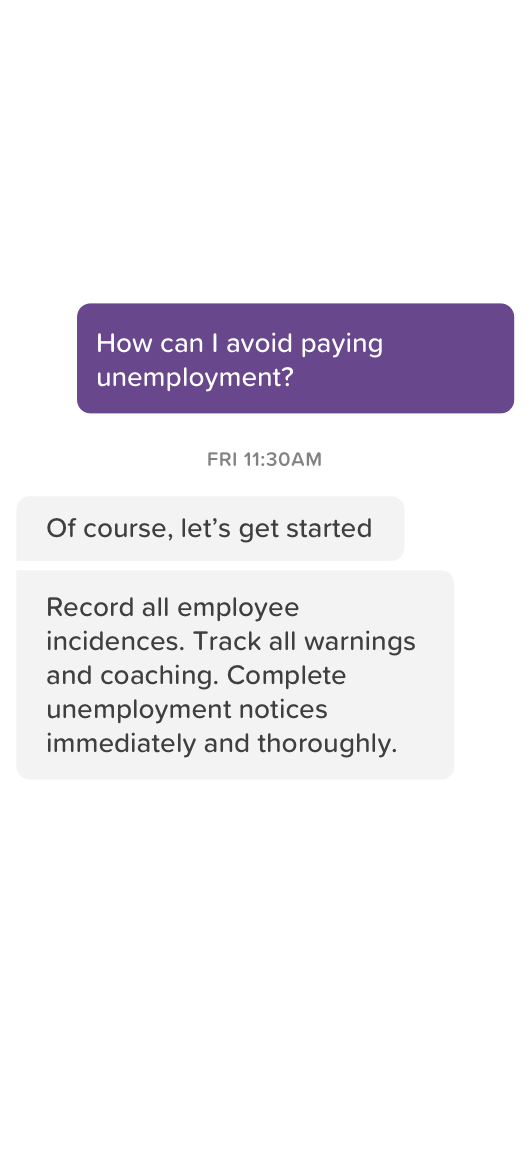 How can I avoid paying
unemployment?
FRI 11:30AM
Of course, let’s get started
Record all employee
incidences. Track all warnings
and coaching. Complete
unemployment notices
immediately and thoroughly.